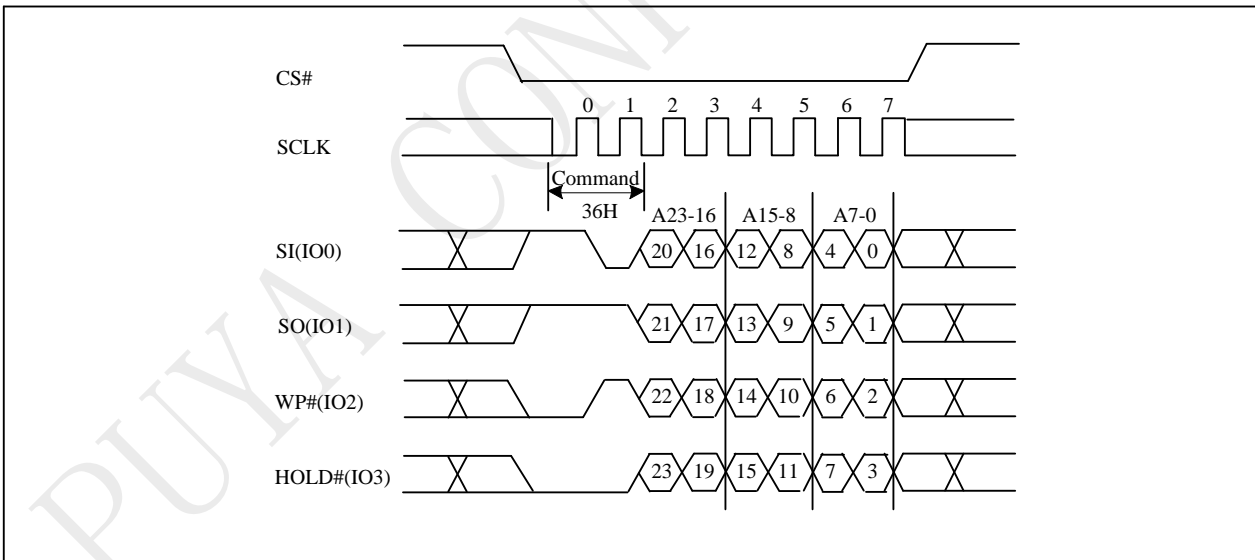 CS#
0 1 2 3 4 5 6 7
SCLK
Command
36H
A23-16 A15-8 A7-0
SI(IO0) 20 16 12 8 4 0
SO(IO1) 21 17 13 9 5 1
WP#(IO2) 22 18 14 10 6 2
HOLD#(IO3) 23 19 15 11 7 3
PUYA CONF